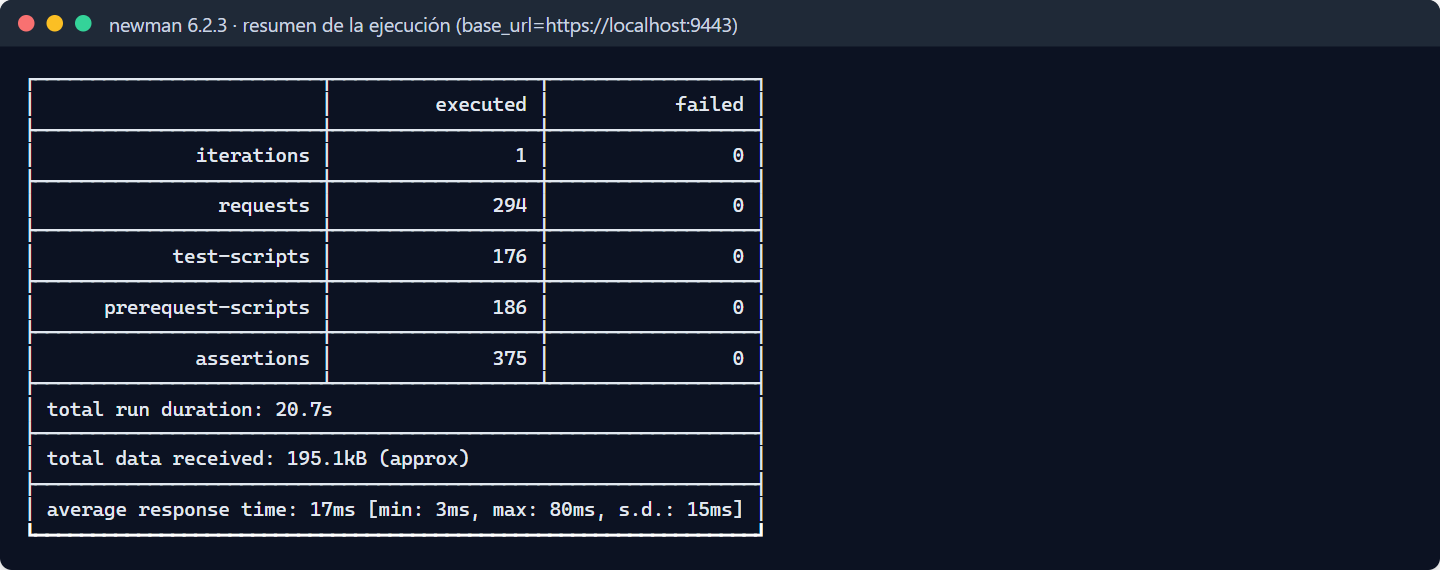 newman 6.2.3 · resumen de la ejecución (base_url=https://localhost:9443)
executed failed
iterations 1 0
requests 294 0
test-scripts 176 0
prerequest-scripts 186 0
assertions 375 0
total run duration: 20.7s
total data received: 195.1kB (approx)
average response time: 17ms [min: 3ms, max: 80ms, s.d.: 15ms]